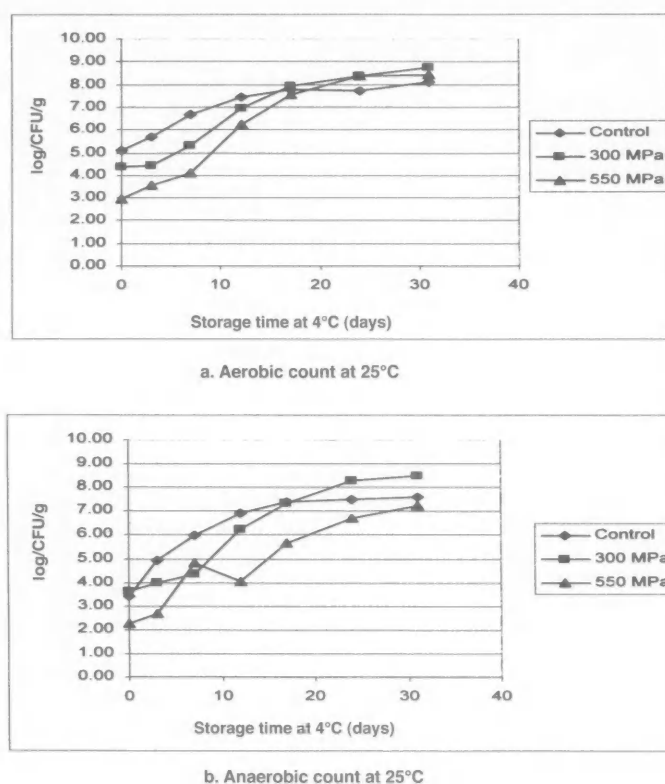 10.00
9.00
8.00
7.00
6.00
5.00
4.00
3.00
2.00
1.00
0.00
log/CFU/g
0 10 20 30 40
Storage time at 4°C (days)
Control
300 MPa
550 MPa
a. Aerobic count at 25°C
10.00
9.00
8.00
7.00
6.00
5.00
4.00
3.00
2.00
1.00
0.00
log/CFU/g
0 10 20 30 40
Storage time at 4°C (days)
Control
300 MPa
550 MPa
b. Anaerobic count at 25°C